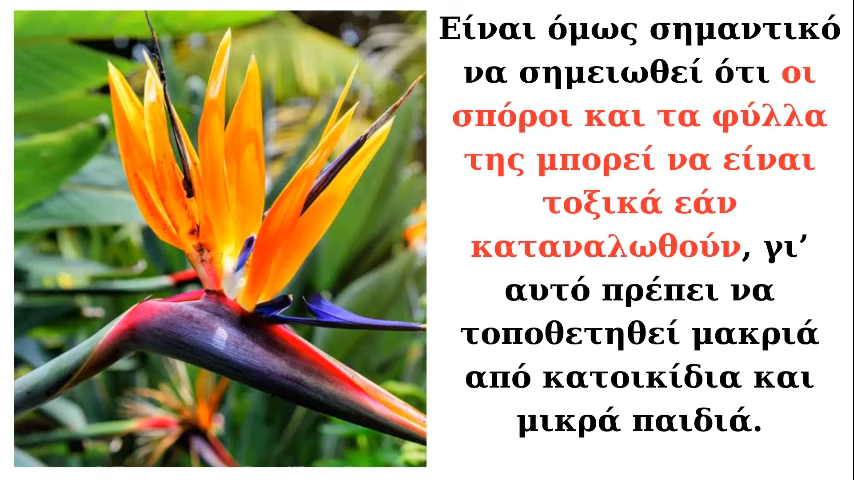 Είναι όμως σημαντικό
να σημειωθεί ότι οι
σπόροι και τα φύλλα
της μπορεί να είναι
τοξικά εάν
καταναλωθούν, γι’
αυτό πρέπει να
τοποθετηθεί μακριά
από κατοικίδια και
μικρά παιδιά.